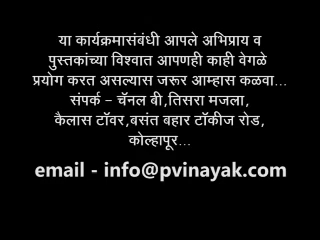 या कार्यक्रमासंबंधी आपले अभिप्राय व
पुस्तकांच्या विश्वात आपणही काही वेगळे
प्रयोग करत असल्यास जरूर आम्हास कळवा...
संपर्क - चॅनल बी,तिसरा मजला,
कैलास टॉवर,बसंत बहार टॉकीज रोड,
कोल्हापूर...
email - info@pvinayak.com